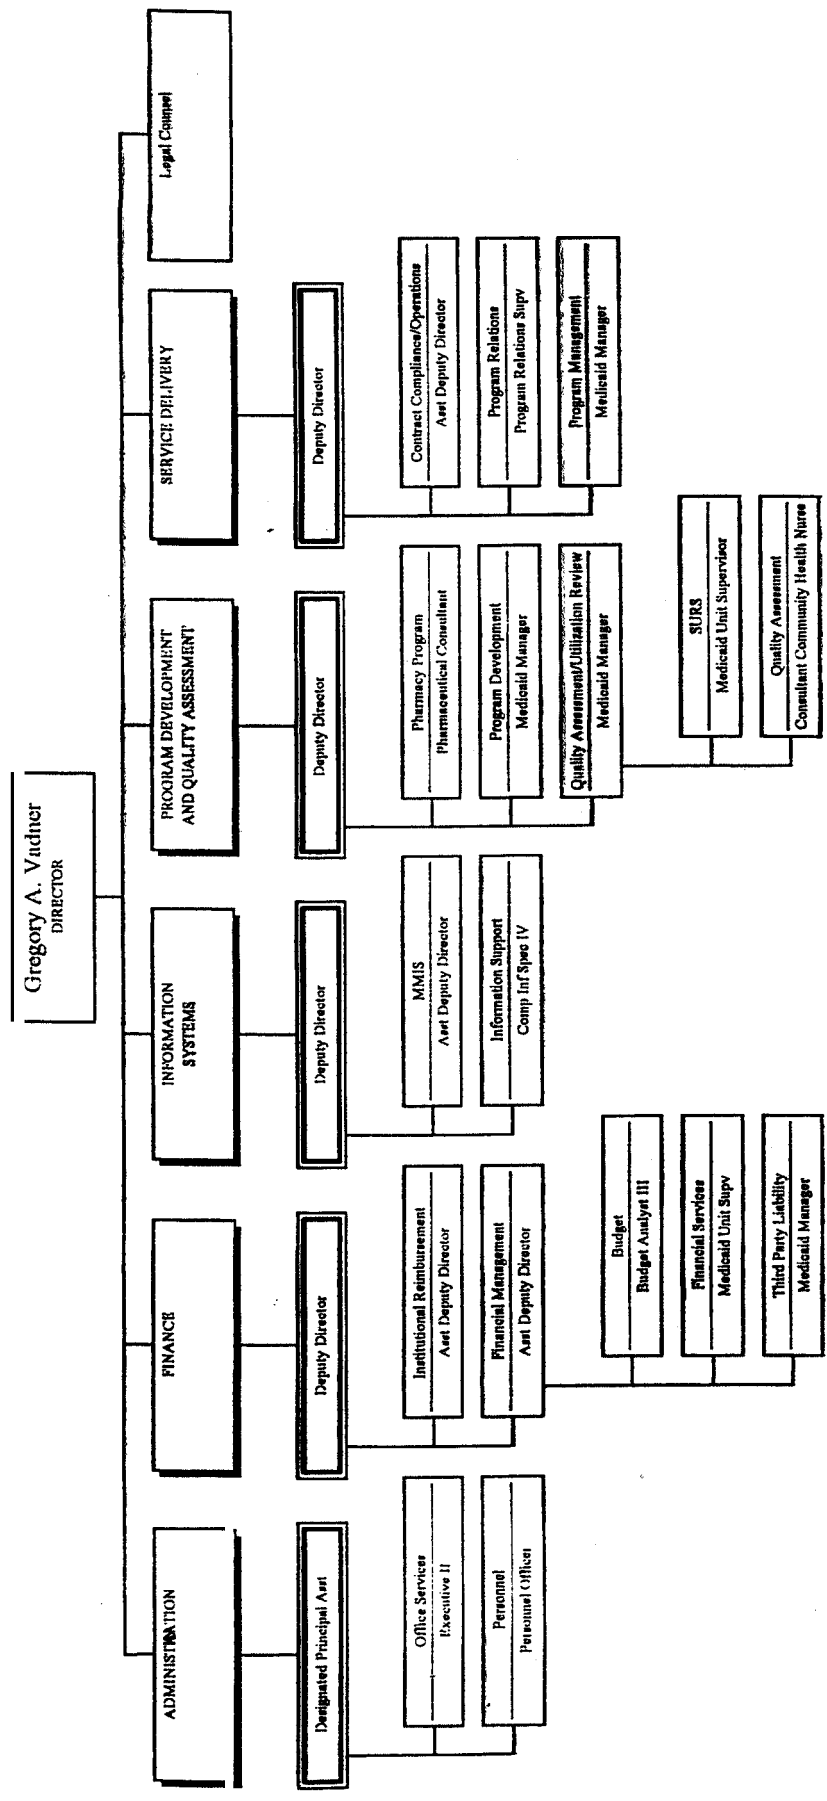 Gregory A. Vadner
DIRECTOR
ADMINISTRATION
Designated Principal Asst
Office Services
Executive II
Personnel
Personnel Officer
FINANCE
Deputy Director
Institutional Reimbursement
Asst Deputy Director
Financial Management
Asst Deputy Director
Budget
Budget Analyst III
Financial Services
Medicaid Unit Supv
Third Party Liability
Medicaid Manager
INFORMATION
SYSTEMS
Deputy Director
MMIS
Asst Deputy Director
Information Support
Comp Inf Spec IV
PROGRAM DEVELOPMENT
AND QUALITY ASSESSMENT
Deputy Director
Pharmacy Program
Pharmaceutical Consultant
Program Development
Medicaid Manager
Quality Assessment/Utilization Review
Medicaid Manager
SURS
Medicaid Unit Supervisor
Quality Assessment
Consultant Community Health Nurse
SERVICE DELIVERY
Deputy Director
Contract Compliance/Operations
Asst Deputy Director
Program Relations
Program Relations Supv
Program Management
Medicaid Manager
Legal Counsel